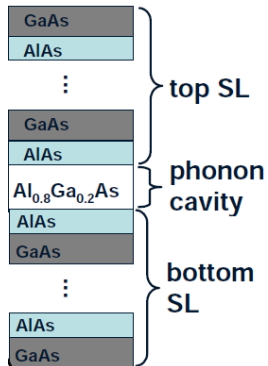 GaAs
AlAs
⋮
top SL
GaAs
AlAs
Al0.8Ga0.2As
phonon
cavity
AlAs
GaAs
⋮
bottom
SL
AlAs
GaAs